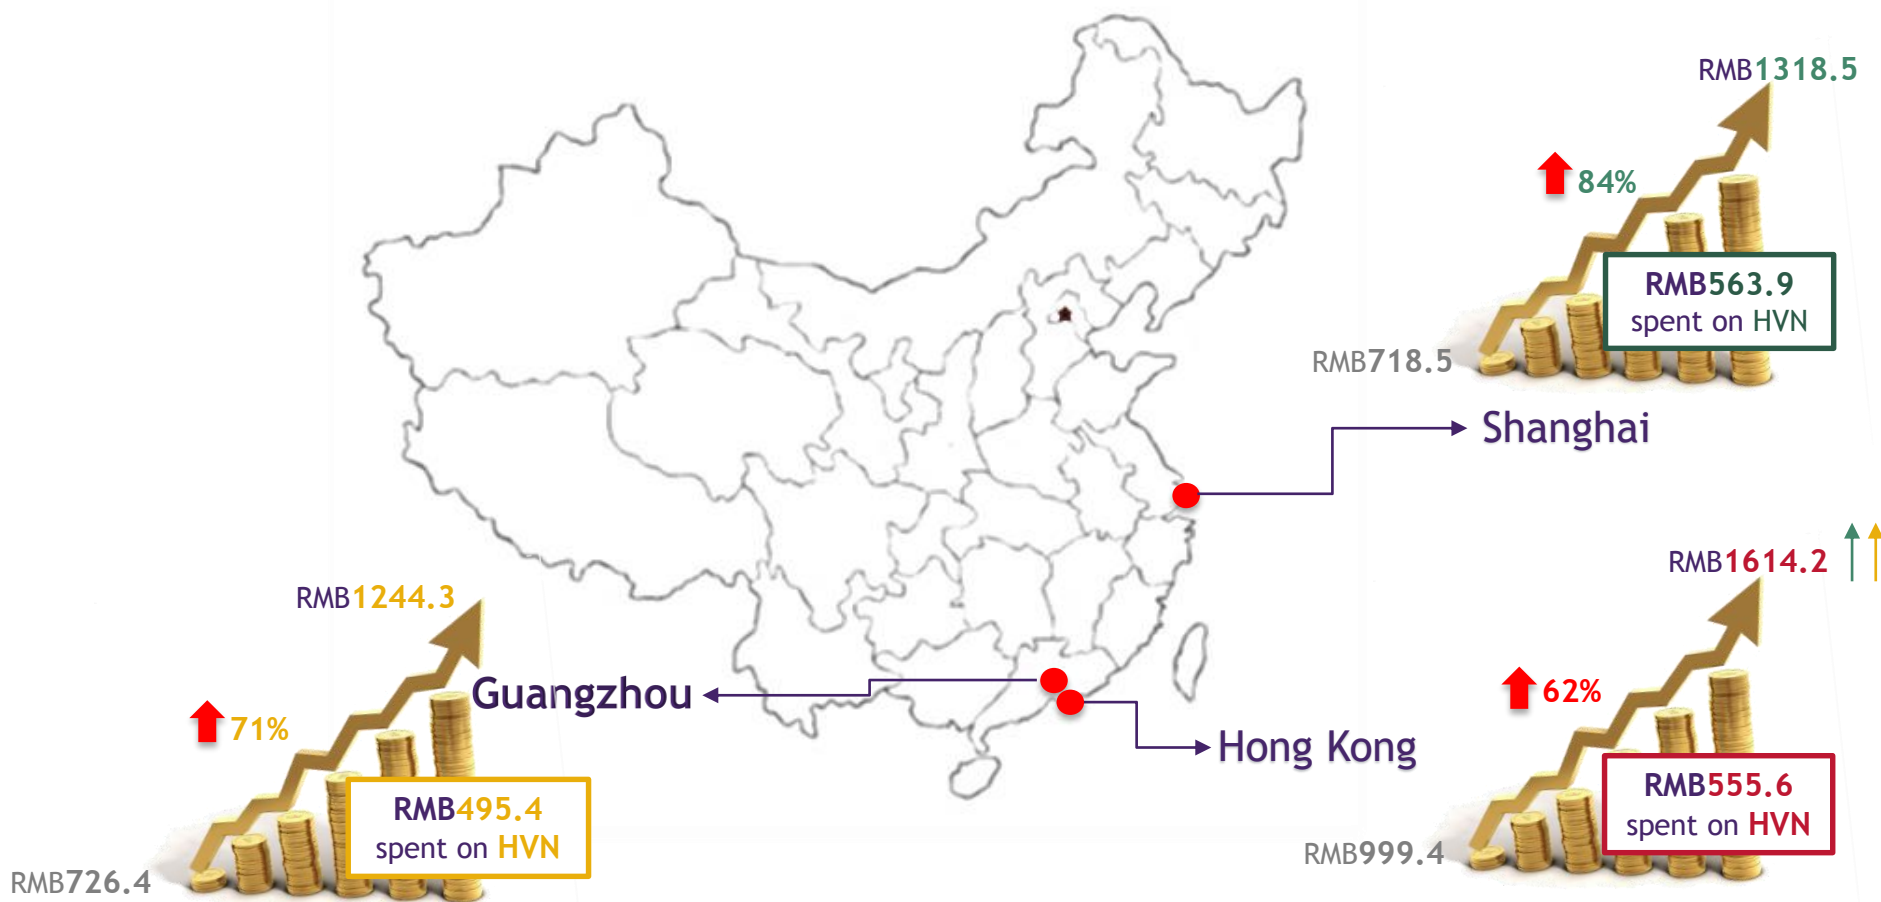 RMB1318.5
84%
RMB563.9
spent on HVN
RMB718.5
Shanghai
RMB1614.2
62%
RMB555.6
spent on HVN
RMB999.4
Hong Kong
RMB1244.3
Guangzhou
71%
RMB495.4
spent on HVN
RMB726.4